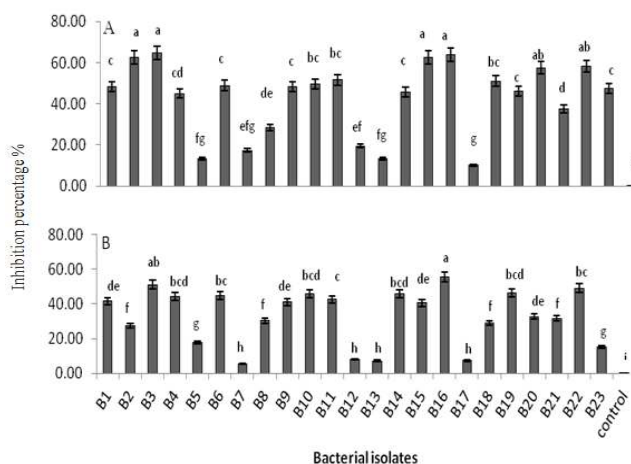 A
80.00
60.00
40.00
20.00
0.00
c a a cd fg c efg de c bc bc ef fg c a a g bc c ab d ab c
Inhibition percentage %
B
80.00
60.00
40.00
20.00
0.00
de f ab bcd g bc h f de bcd c h h bcd de a h f bcd de f bc g i
B1 B2 B3 B4 B5 B6 B7 B8 B9 B10 B11 B12 B13 B14 B15 B16 B17 B18 B19 B20 B21 B22 B23 control
Bacterial isolates